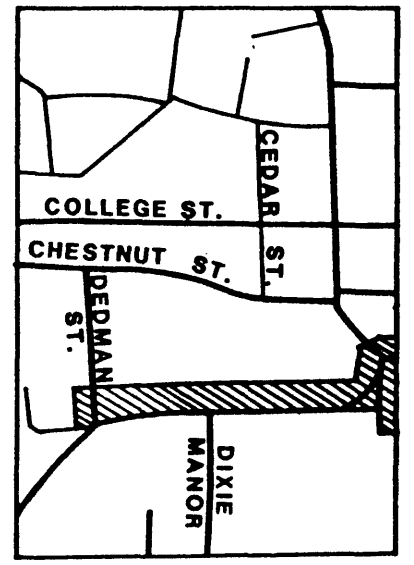 CEDAR ST.
COLLEGE ST.
CHESTNUT ST.
DEDMAN
ST.
DIXIE
MANOR